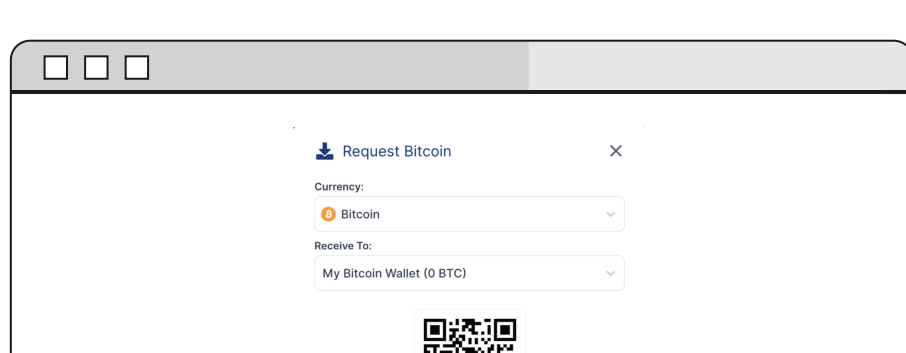 Request Bitcoin
Currency:
Bitcoin
Receive To:
My Bitcoin Wallet (0 BTC)